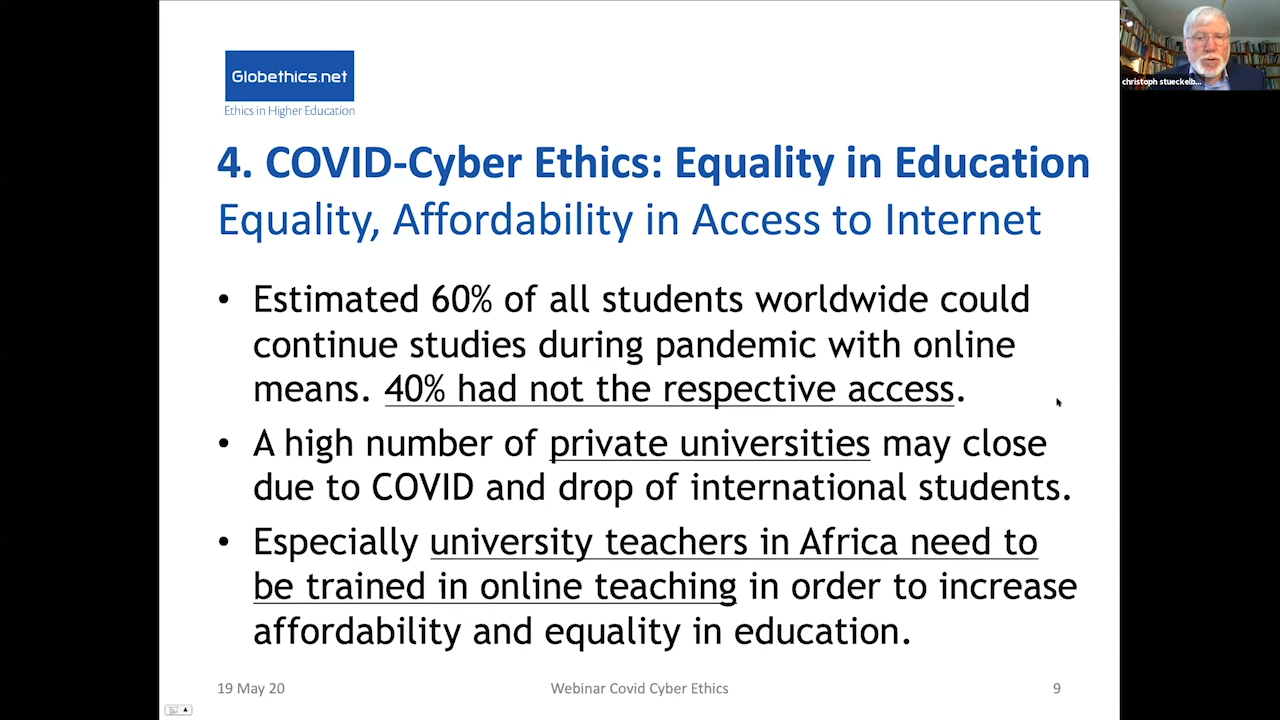 Globethics.net
Ethics in Higher Education
christoph stueckelb...
4. COVID-Cyber Ethics: Equality in Education
Equality, Affordability in Access to Internet
• Estimated 60% of all students worldwide could
continue studies during pandemic with online
means. 40% had not the respective access.
• A high number of private universities may close
due to COVID and drop of international students.
• Especially university teachers in Africa need to
be trained in online teaching in order to increase
affordability and equality in education.
19 May 20
Webinar Covid Cyber Ethics
9